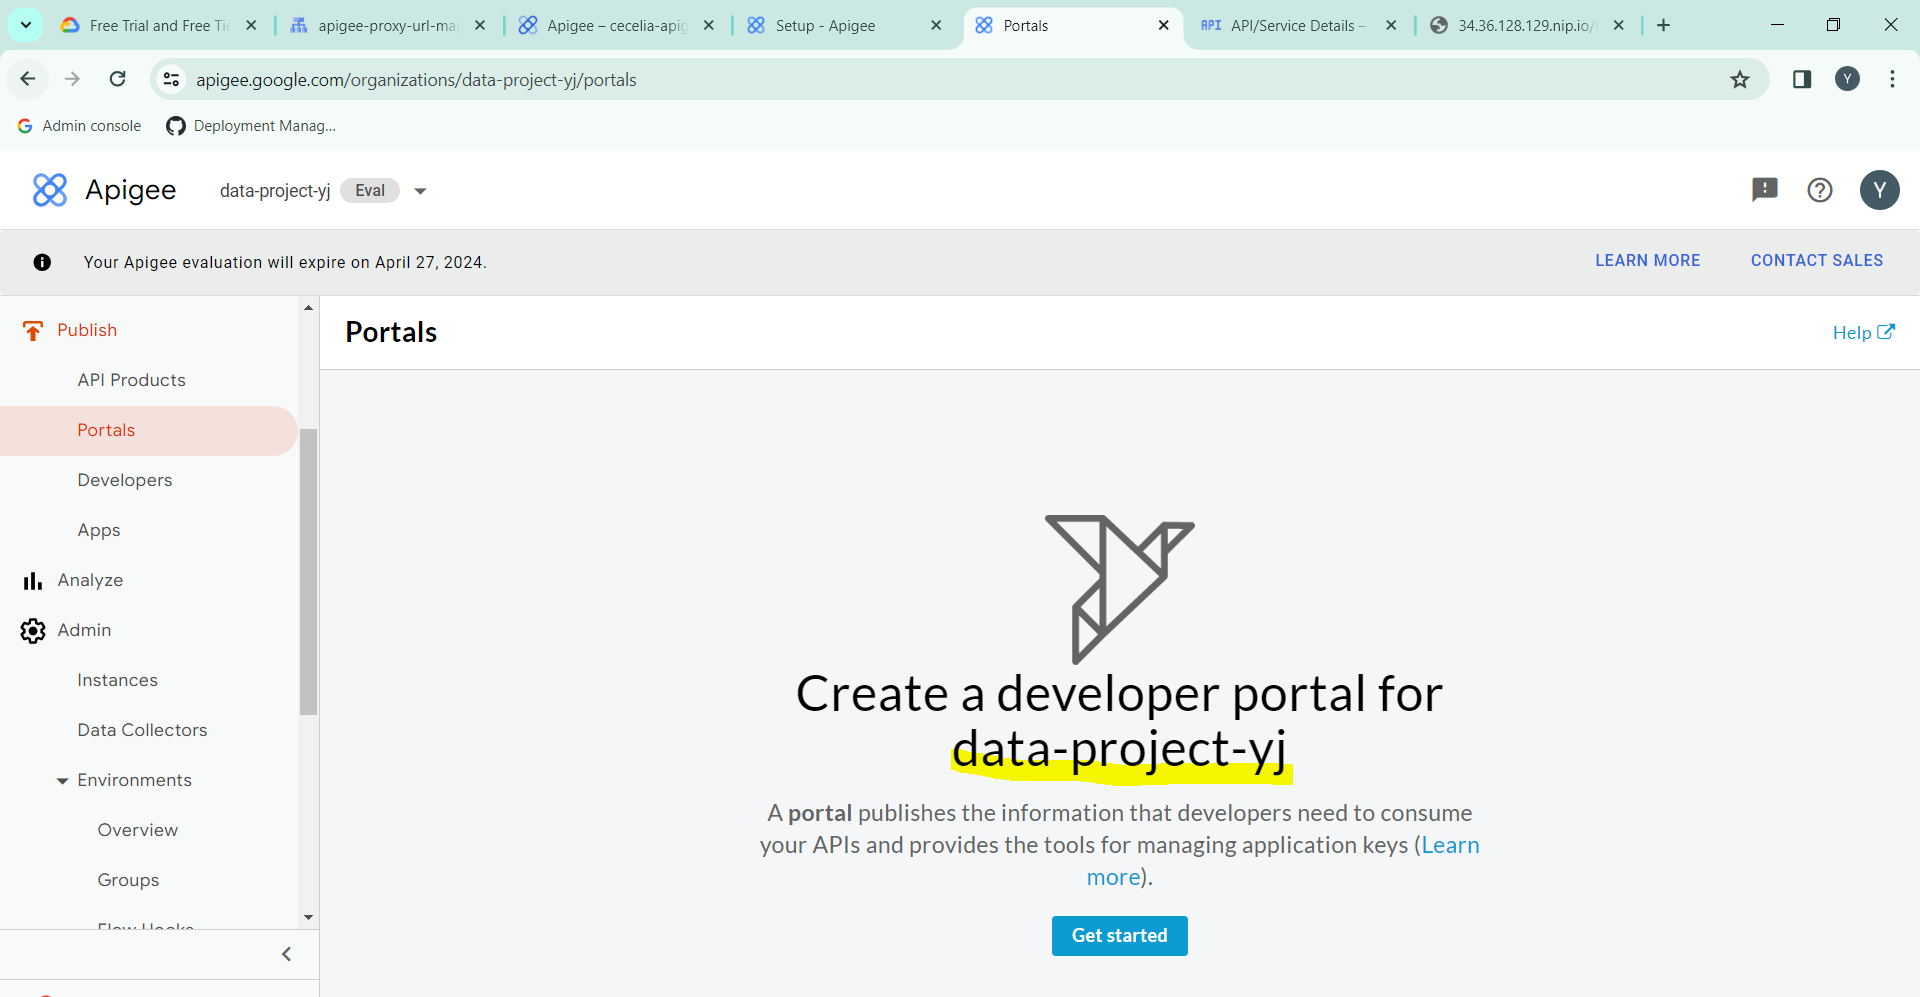 Free Trial and Free Tie
apigee-proxy-url-ma
Apigee – cecelia-apig
Setup - Apigee
Portals
API API/Service Details –
34.36.128.129.nip.io/
apigee.google.com/organizations/data-project-yj/portals
Y
Admin console
Deployment Manag...
Apigee
data-project-yj
Eval
Y
Your Apigee evaluation will expire on April 27, 2024.
LEARN MORE
CONTACT SALES
Publish
API Products
Portals
Developers
Apps
Analyze
Admin
Instances
Data Collectors
Environments
Overview
Groups
Flow Hooks
Portals
Help
Create a developer portal for
data-project-yj
A portal publishes the information that developers need to consume
your APIs and provides the tools for managing application keys (Learn
more).
Get started